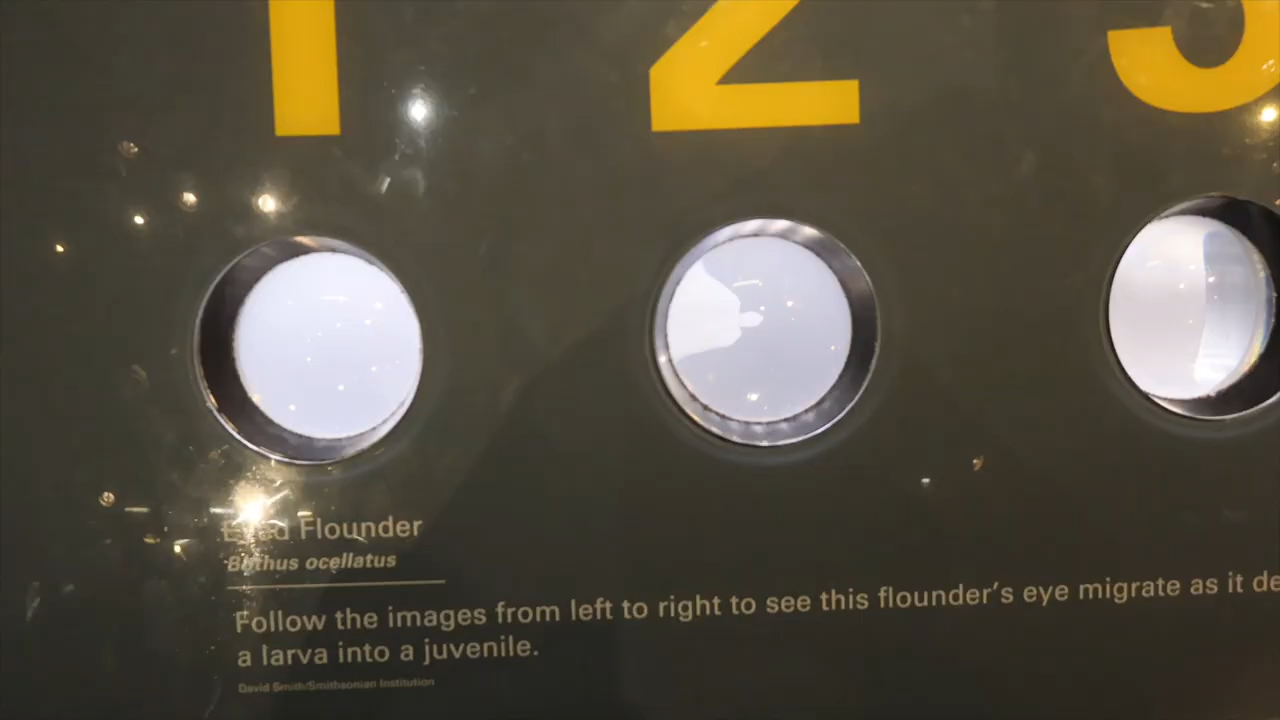 1 2 3
Flounder
Bothus ocellatus
Follow the images from left to right to see this flounder's eye migrate as it de
a larva into a juvenile.
David Smith/Smithsonian Institution